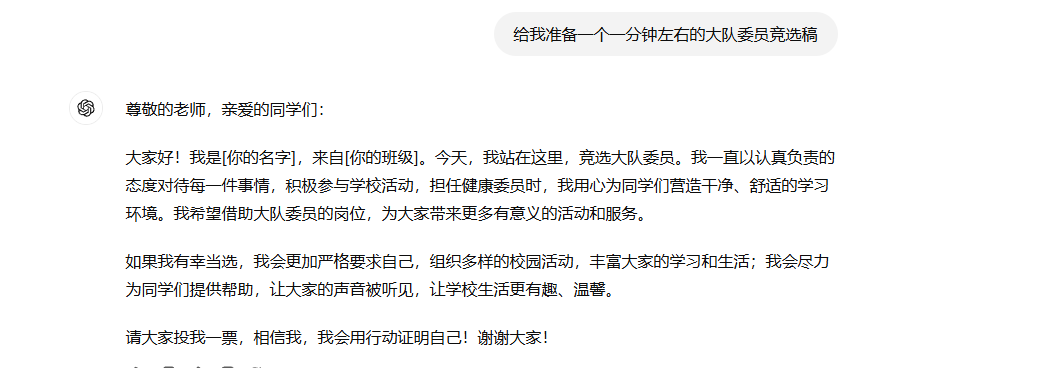 给我准备一个一分钟左右的大队委员竞选稿
尊敬的老师，亲爱的同学们：
大家好！我是[你的名字]，来自[你的班级]。今天，我站在这里，竞选大队委员。我一直以认真负责的
态度对待每一件事情，积极参与学校活动，担任健康委员时，我用心为同学们营造干净、舒适的学习
环境。我希望借助大队委员的岗位，为大家带来更多有意义的活动和服务。
如果我有幸当选，我会更加严格要求自己，组织多样的校园活动，丰富大家的学习和生活；我会尽力
为同学们提供帮助，让大家的声音被听见，让学校生活更有趣、温馨。
请大家投我一票，相信我，我会用行动证明自己！谢谢大家！